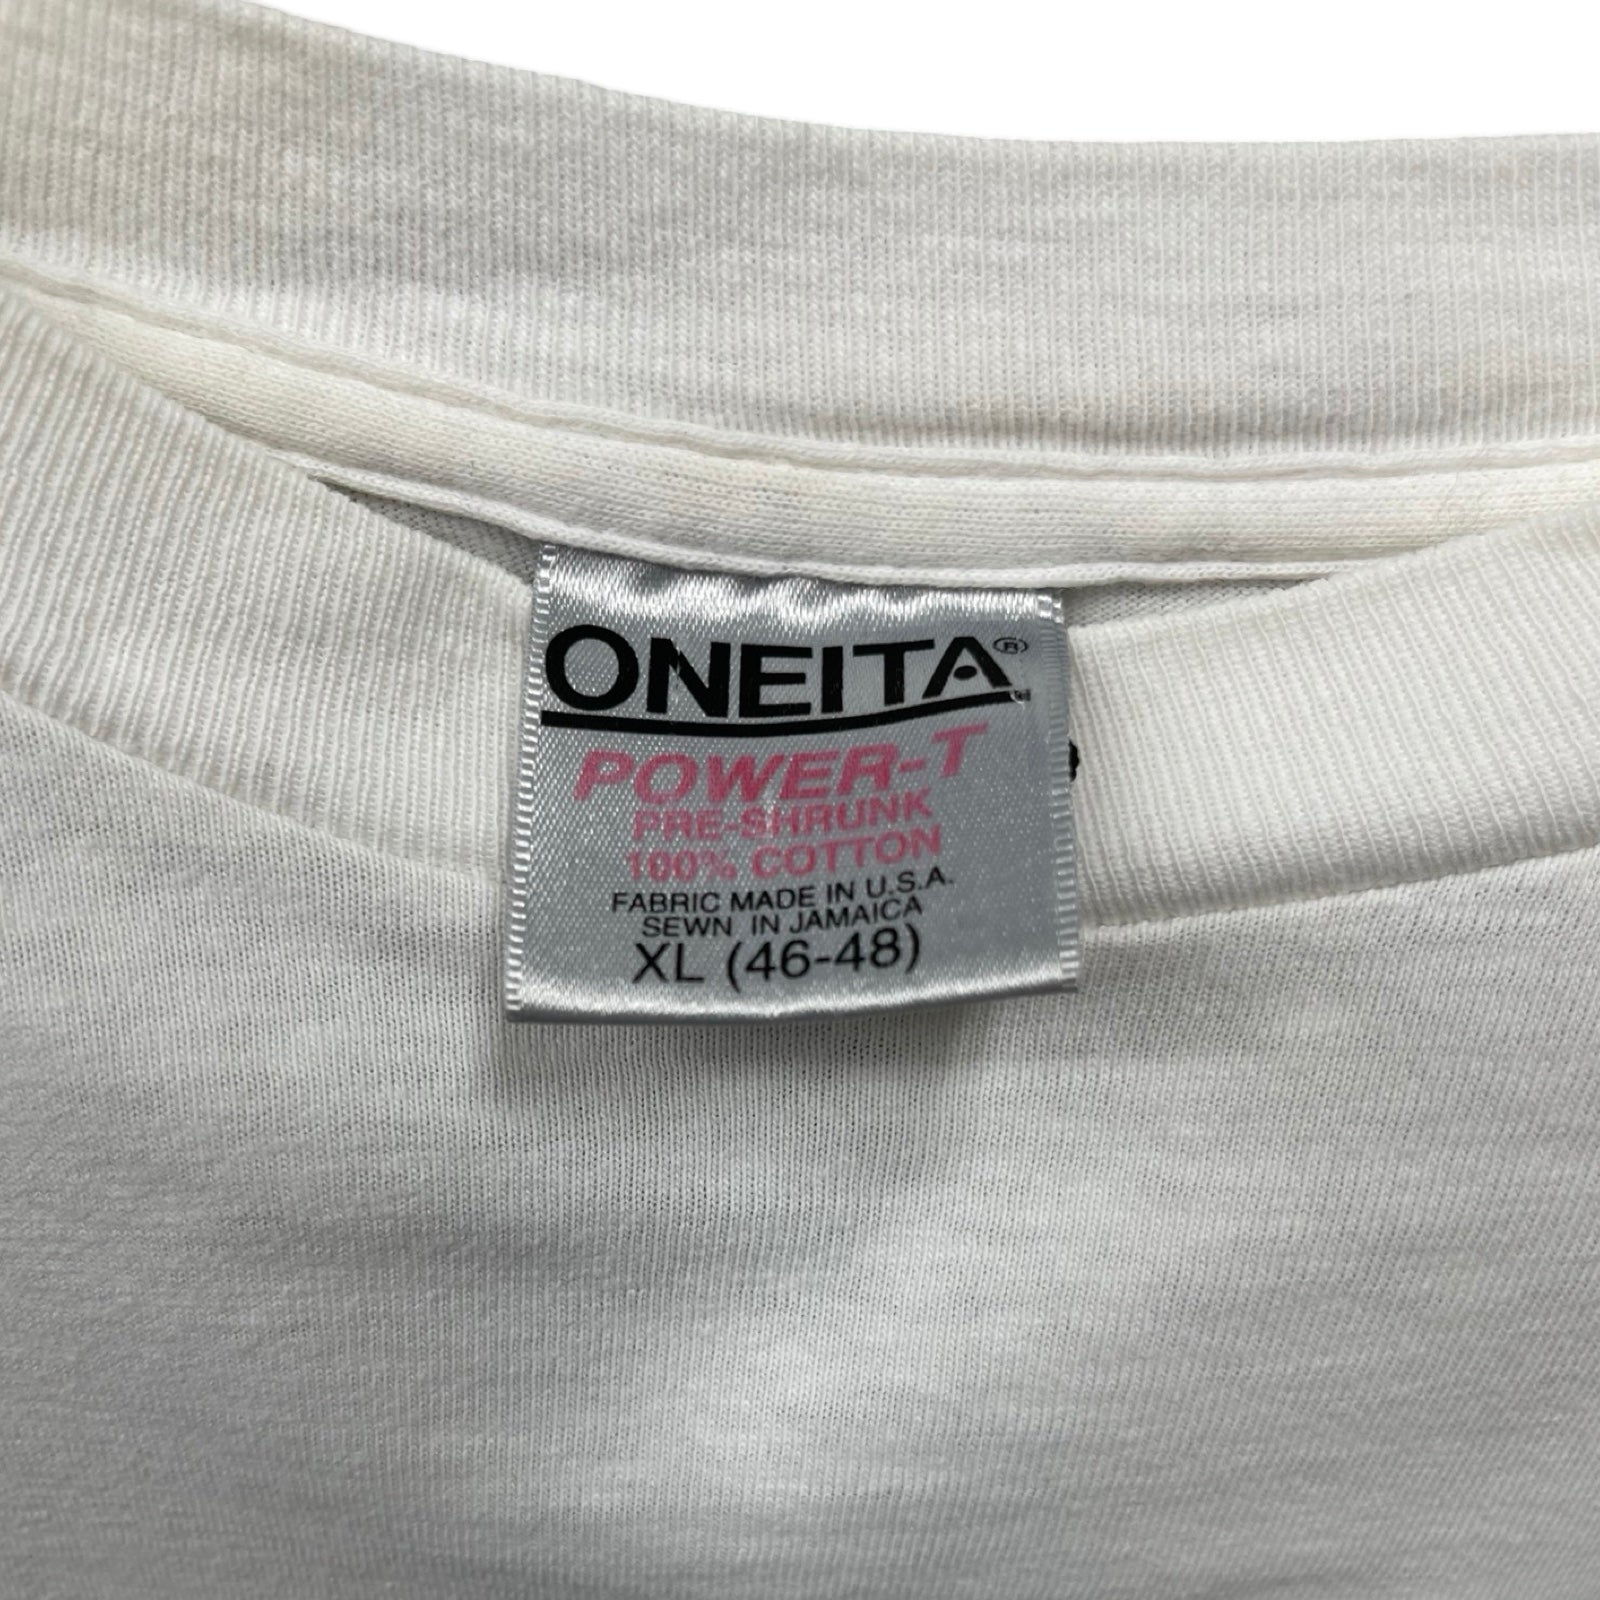 ONEITA®
POWER-T
PRE-SHRUNK
100% COTTON
FABRIC MADE IN U.S.A.
SEWN IN JAMAICA
XL (46-48)